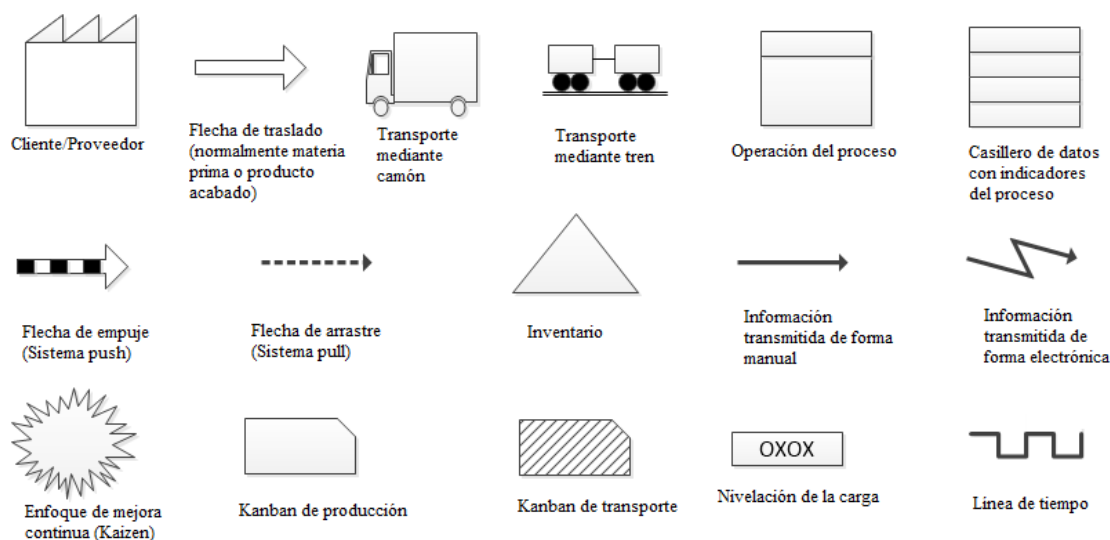 Cliente/Proveedor
Flecha de traslado
(normalmente materia
prima o producto
acabado)
Transporte
mediante
camón
Transporte
mediante tren
Operación del proceso
Casillero de datos
con indicadores
del proceso
Flecha de empuje
(Sistema push)
Flecha de arrastre
(Sistema pull)
Inventario
Información
transmitida de forma
manual
Información
transmitida de
forma electrónica
Enfoque de mejora
continua (Kaizen)
Kanban de producción
Kanban de transporte
OXOX
Nivelación de la carga
Línea de tiempo